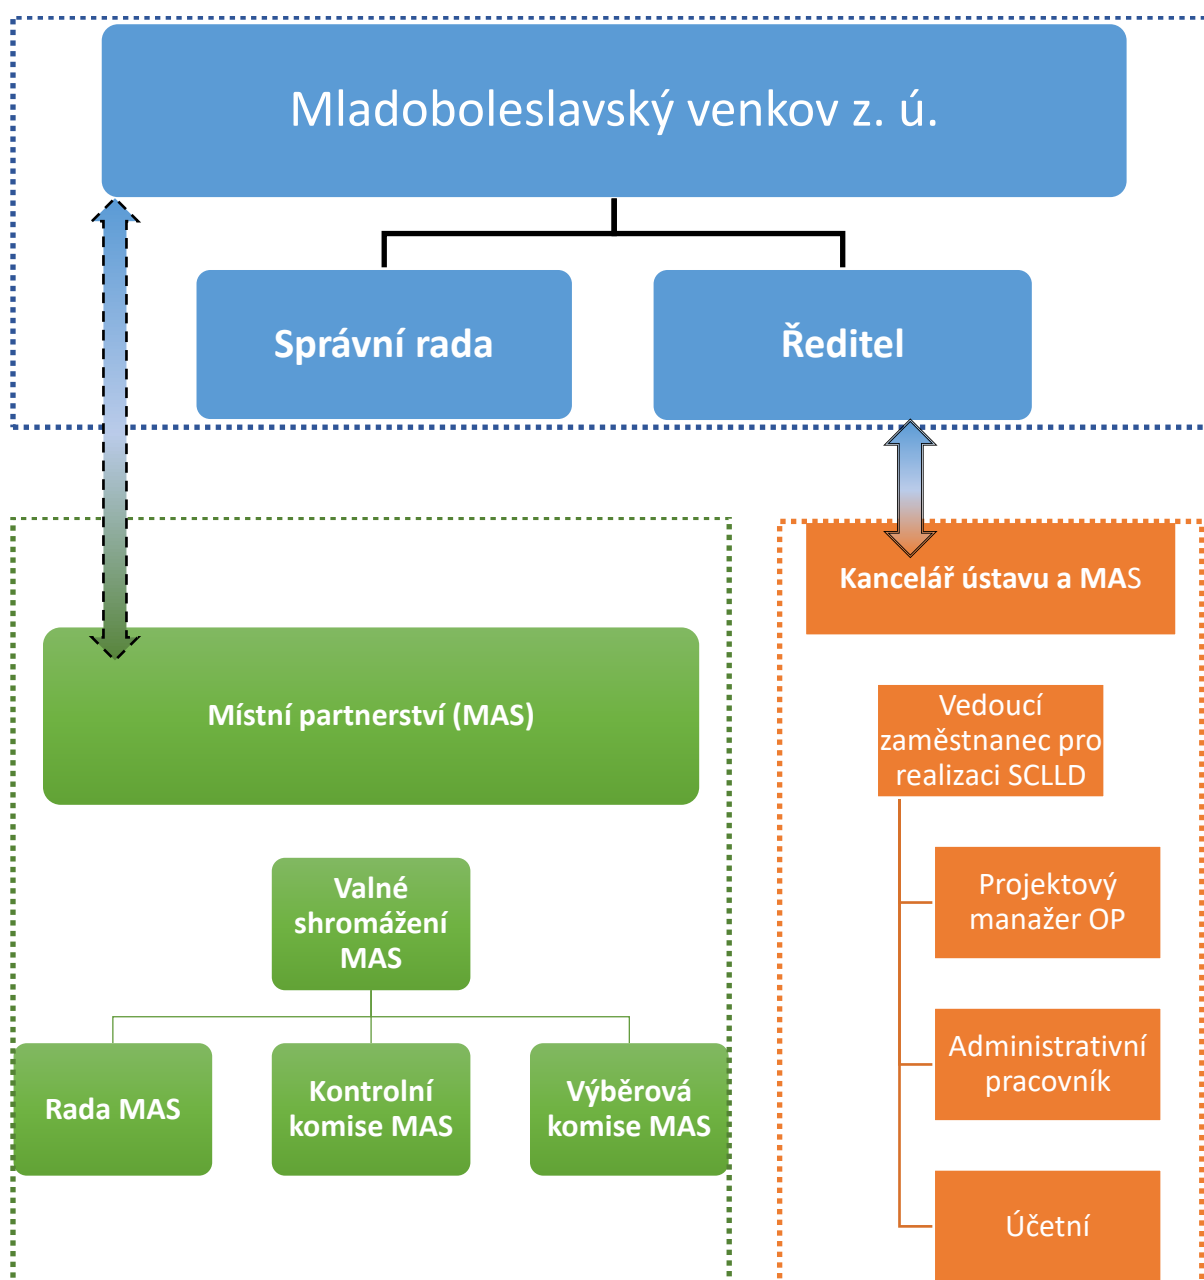 Mladoboleslavský venkov z. ú.
Správní rada
Ředitel
Místní partnerství (MAS)
Valné
shromážení
MAS
Rada MAS
Kontrolní
komise MAS
Výběrová
komise MAS
Kancelář ústavu a MAS
Vedoucí
zaměstnanec pro
realizaci SCLLD
Projektový
manažer OP
Administrativní
pracovník
Účetní